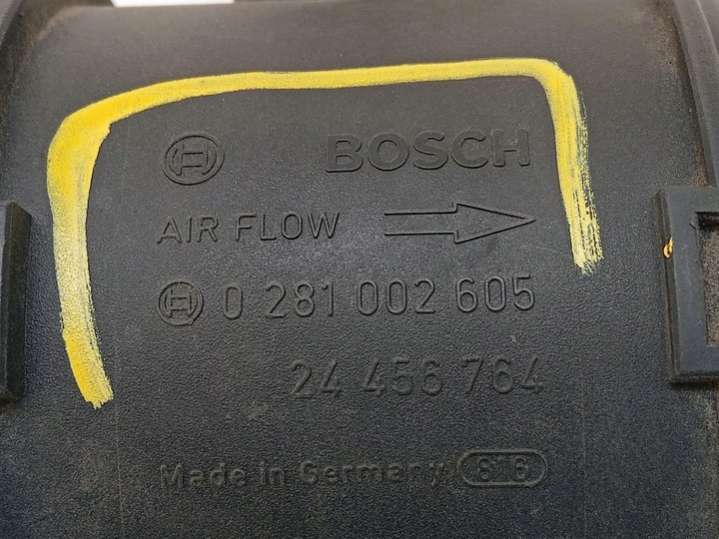 BOSCH
AIR FLOW
0 281 002 605
24 456 764
Made in Germany 816